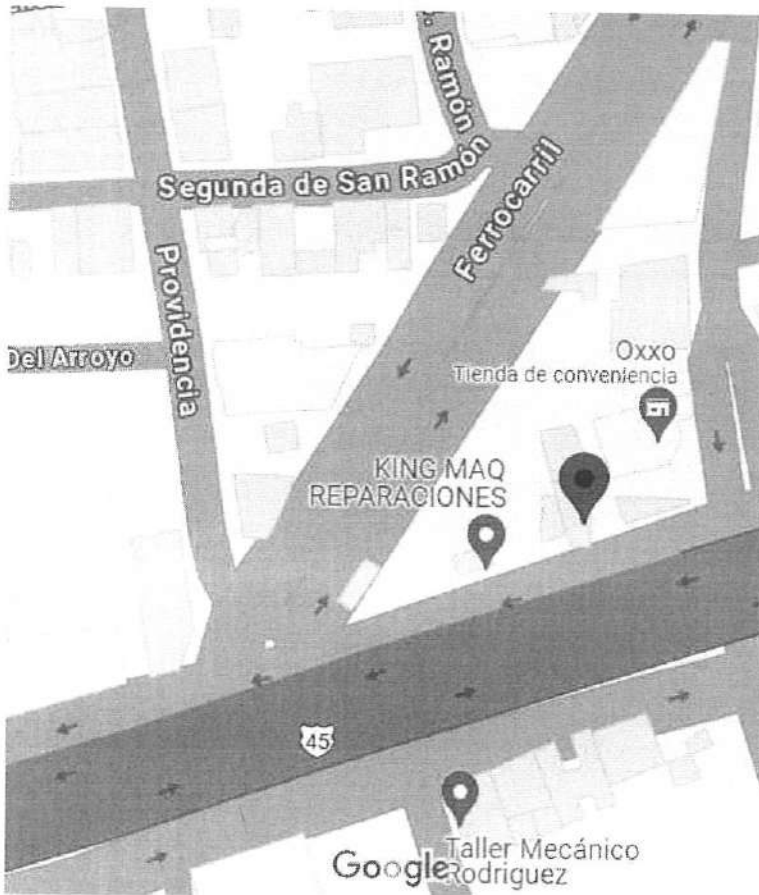 . Ramón
Segunda de San Ramón
Ferrocarril
Providencia
Del Arroyo
Oxxo
Tienda de conveniencia
KING MAQ
REPARACIONES
45
Taller Mecánico
Rodriguez
Google